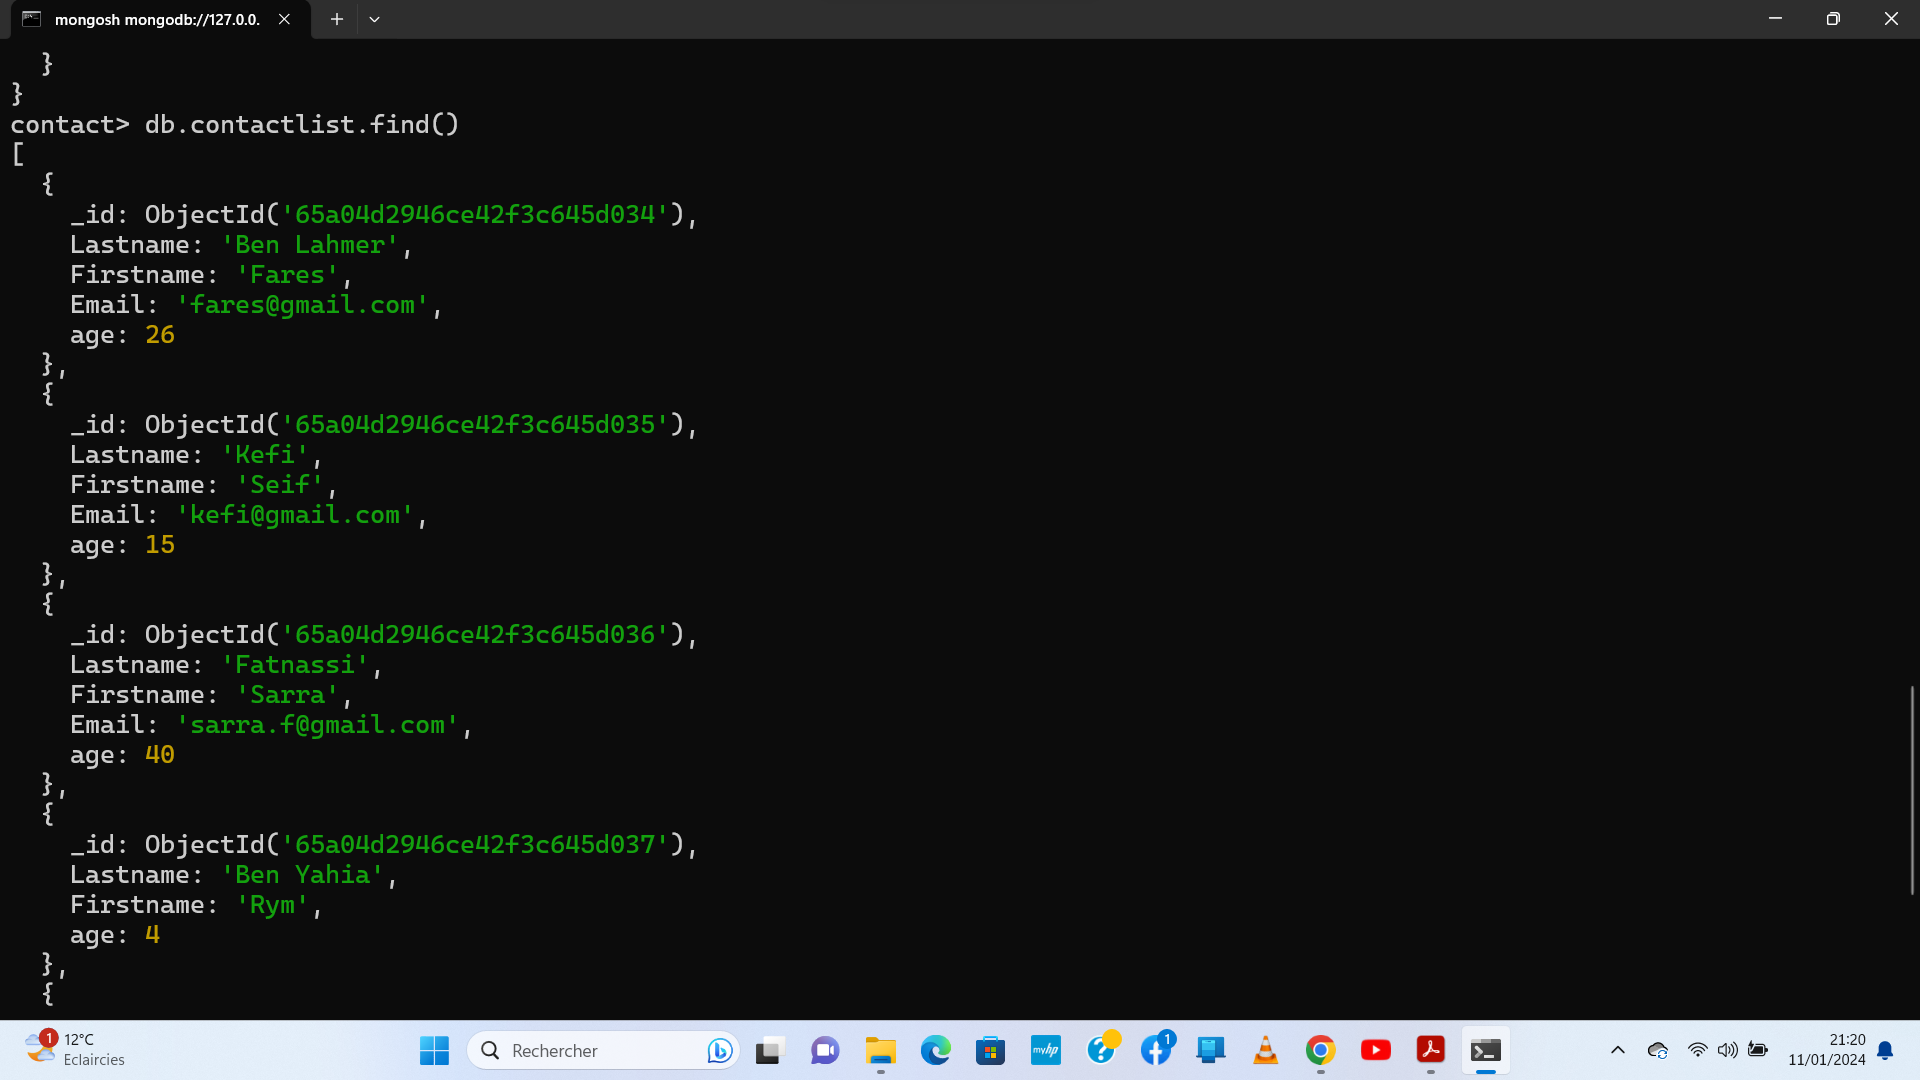 mongosh mongodb://127.0.0.
}
}
contact> db.contactlist.find()
[
{
_id: ObjectId('65a04d2946ce42f3c645d034'),
Lastname: 'Ben Lahmer',
Firstname: 'Fares',
Email: 'fares@gmail.com',
age: 26
},
{
_id: ObjectId('65a04d2946ce42f3c645d035'),
Lastname: 'Kefi',
Firstname: 'Seif',
Email: 'kefi@gmail.com',
age: 15
},
{
_id: ObjectId('65a04d2946ce42f3c645d036'),
Lastname: 'Fatnassi',
Firstname: 'Sarra',
Email: 'sarra.f@gmail.com',
age: 40
},
{
_id: ObjectId('65a04d2946ce42f3c645d037'),
Lastname: 'Ben Yahia',
Firstname: 'Rym',
age: 4
},
{
1
12°C
Eclaircies
Rechercher
myhp
1
21:20
11/01/2024